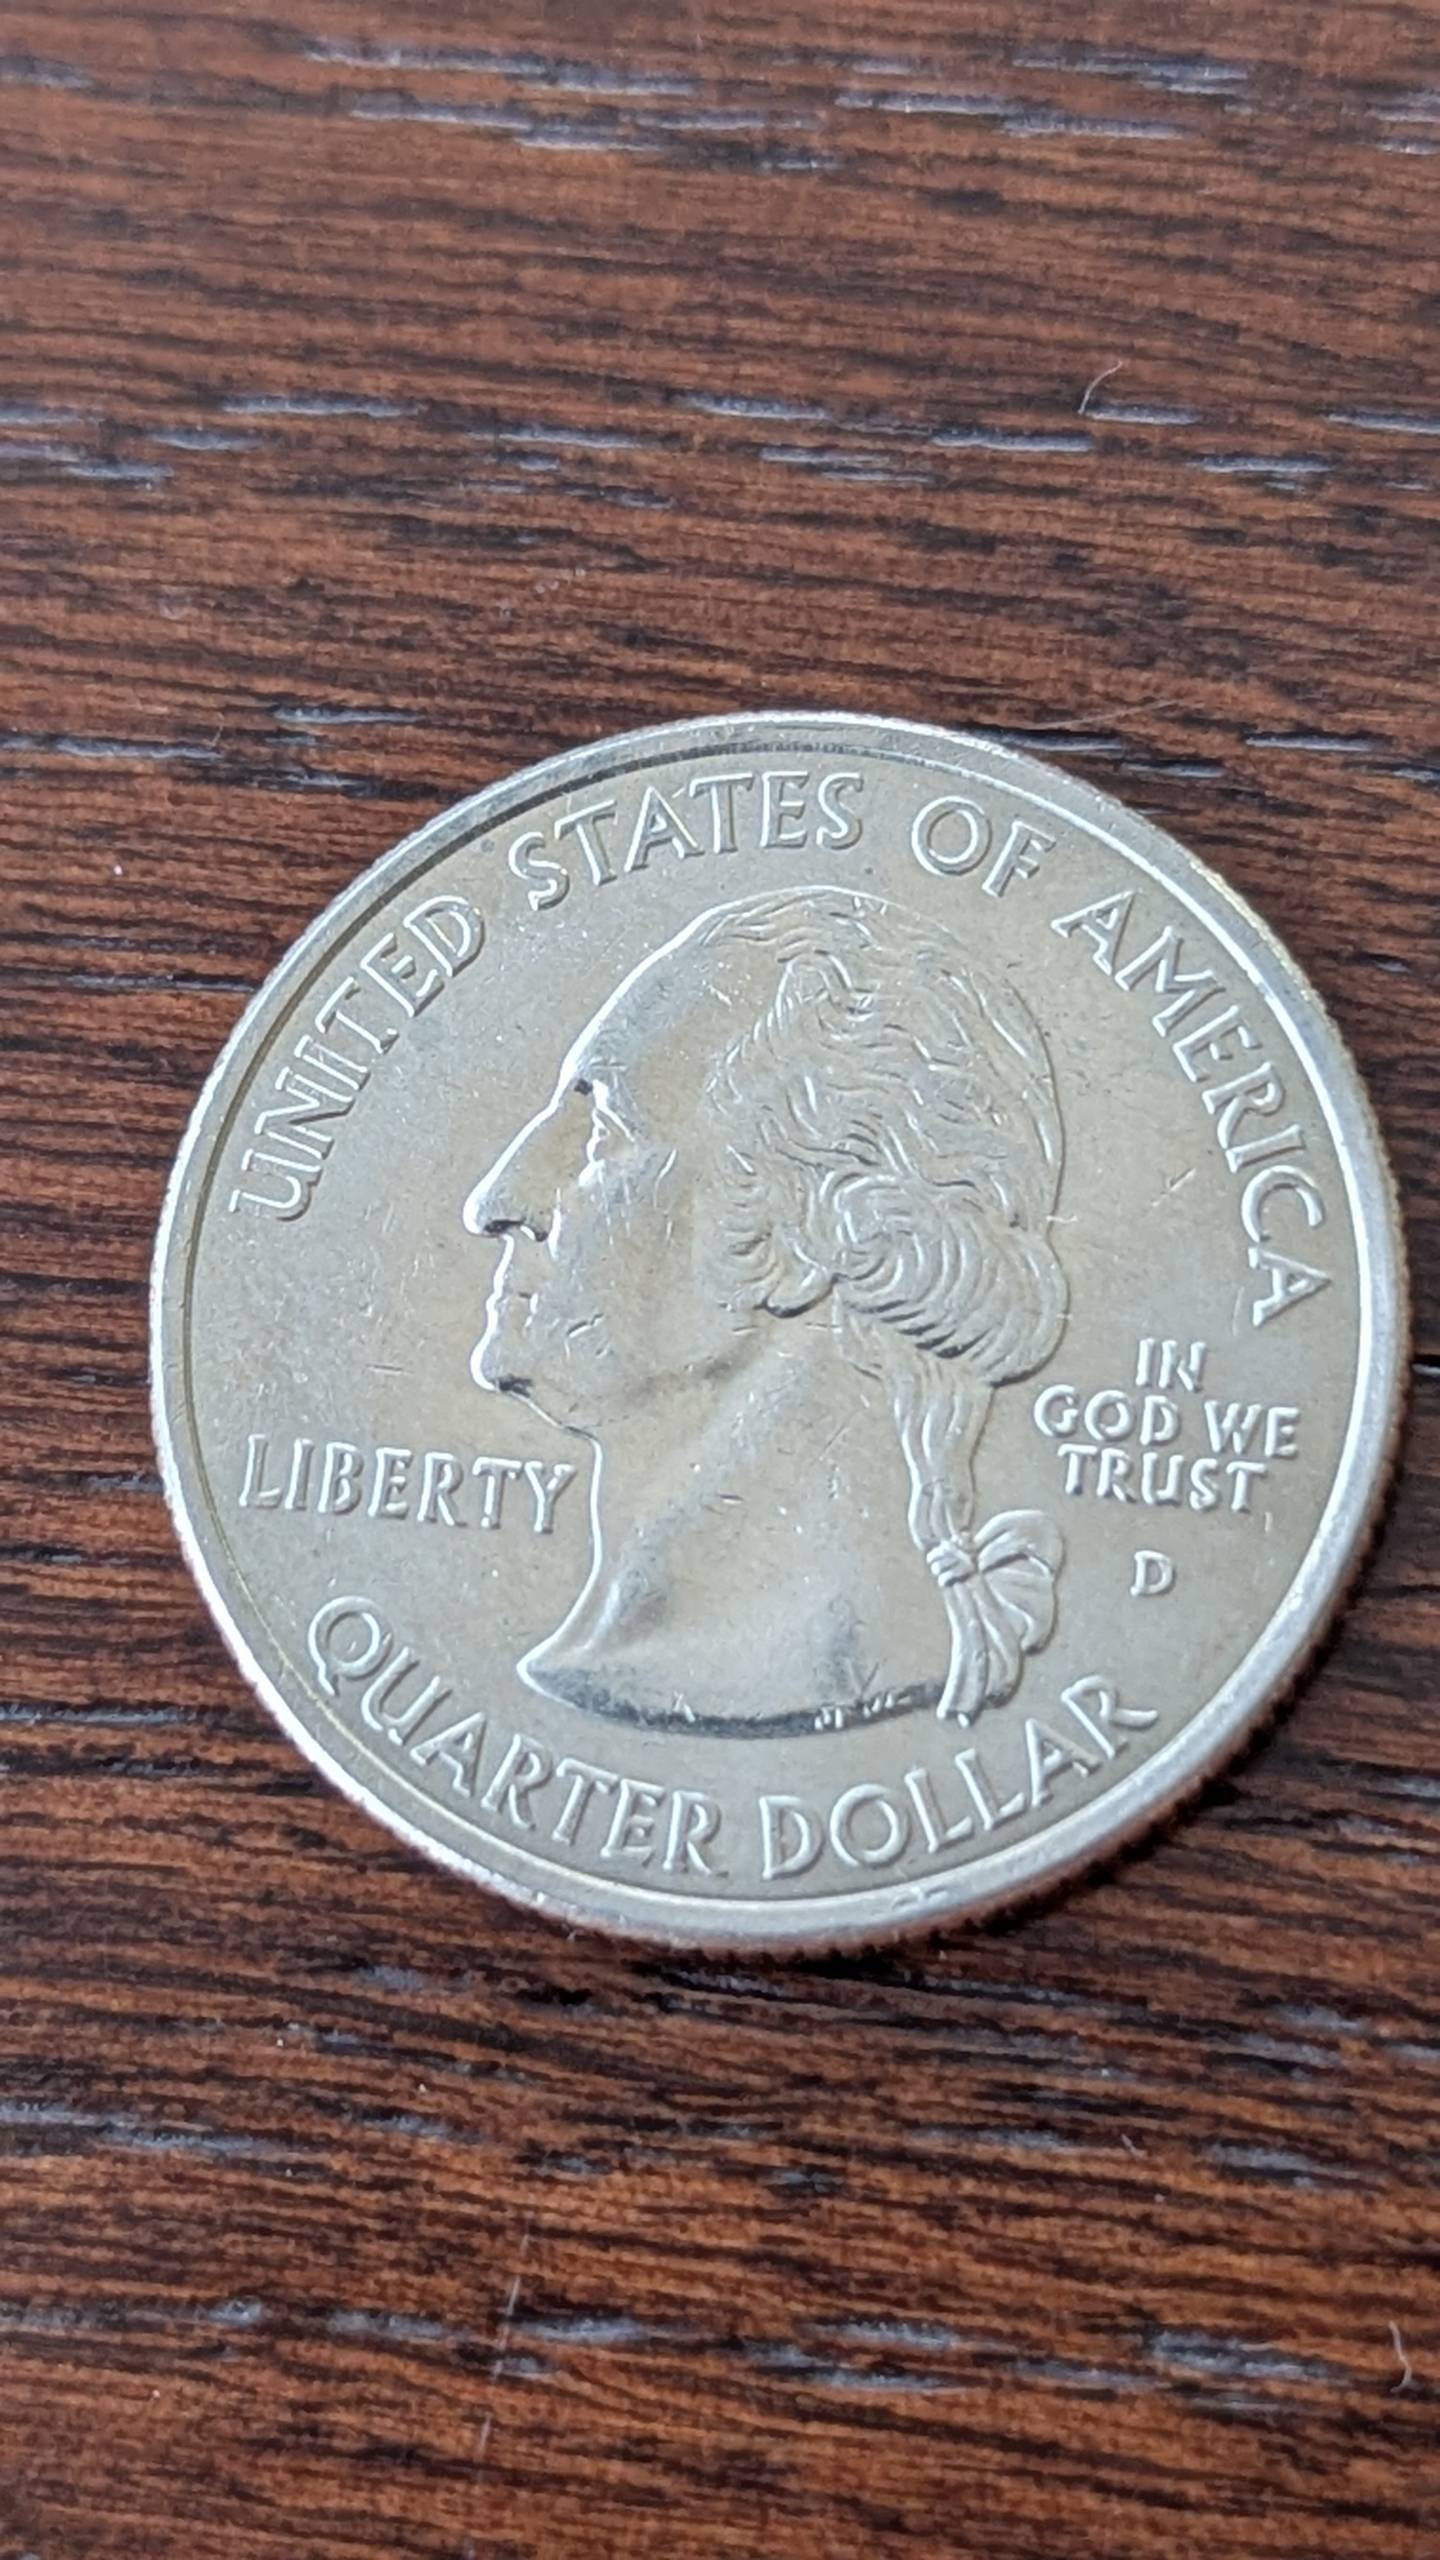 UNITED STATES OF AMERICA
LIBERTY
IN
GOD WE
TRUST
D
QUARTER DOLLAR